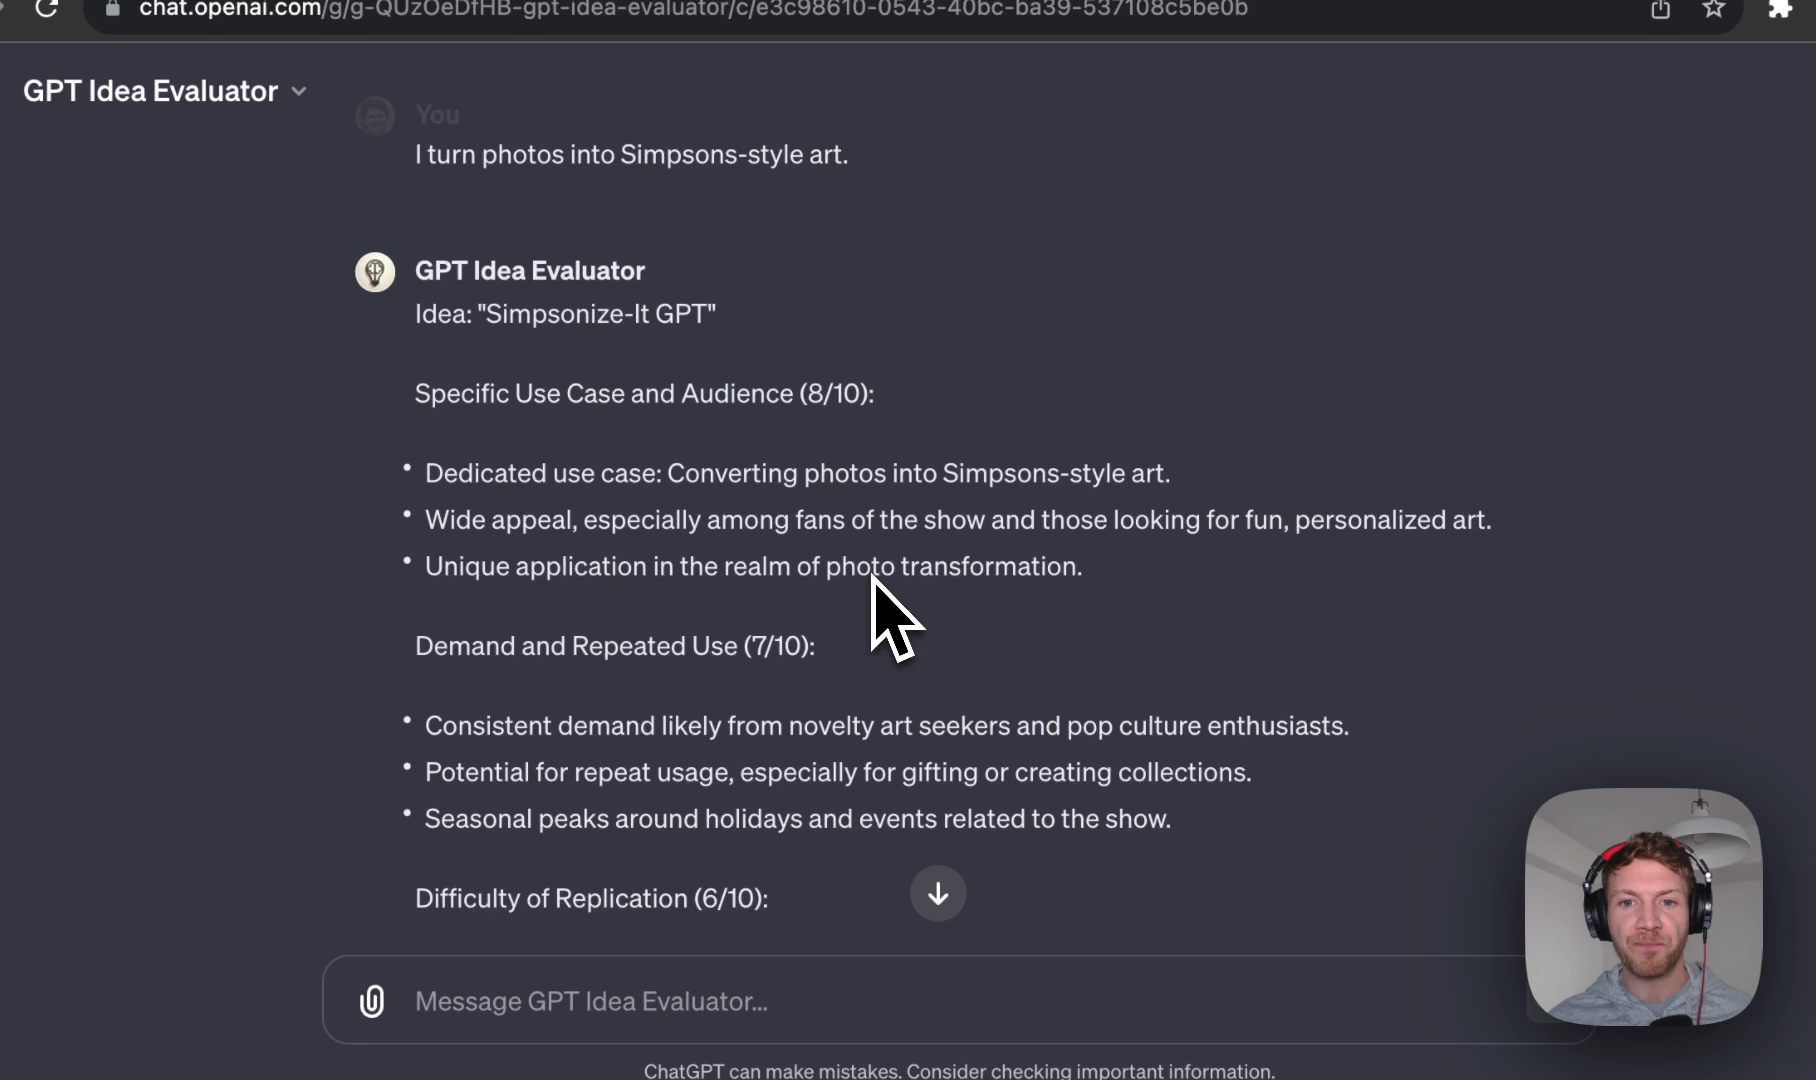 chat.openai.com/g/g-QUzOeDfHB-gpt-idea-evaluator/c/e3c98610-0543-40bc-ba39-537108c5be0b
GPT Idea Evaluator
You
I turn photos into Simpsons-style art.
GPT Idea Evaluator
Idea: "Simpsonize-It GPT"
Specific Use Case and Audience (8/10):
• Dedicated use case: Converting photos into Simpsons-style art.
• Wide appeal, especially among fans of the show and those looking for fun, personalized art.
• Unique application in the realm of photo transformation.
Demand and Repeated Use (7/10):
• Consistent demand likely from novelty art seekers and pop culture enthusiasts.
• Potential for repeat usage, especially for gifting or creating collections.
• Seasonal peaks around holidays and events related to the show.
Difficulty of Replication (6/10):
Message GPT Idea Evaluator...
ChatGPT can make mistakes. Consider checking important information.